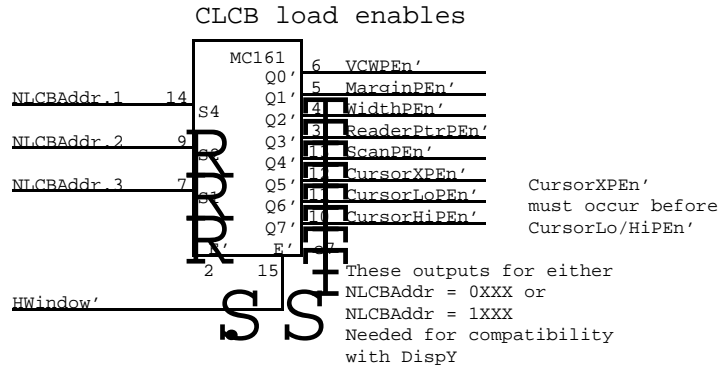 CLCB load enables
MC161
6 VCWPEn'
Q0'
5 MarginPEn'
NLCBAddr.1 14
Q1'
S4
4 WidthPEn'
Q2'
3 ReaderPtrPEn'
NLCBAddr.2 9
Q3'
S2
11 ScanPEn'
Q4'
12 CursorXPEn'
NLCBAddr.3 7
Q5'
S1
CursorLoPEn'
Q6'
10 CursorHiPEn'
Q7'
CursorXPEn'
must occur before
CursorLo/HiPEn'
E' E'
2 15
These outputs for either
NLCBAddr = 0XXX or
NLCBAddr = 1XXX
Needed for compatibility
with DispY
HWindow'
R
R
R
S S